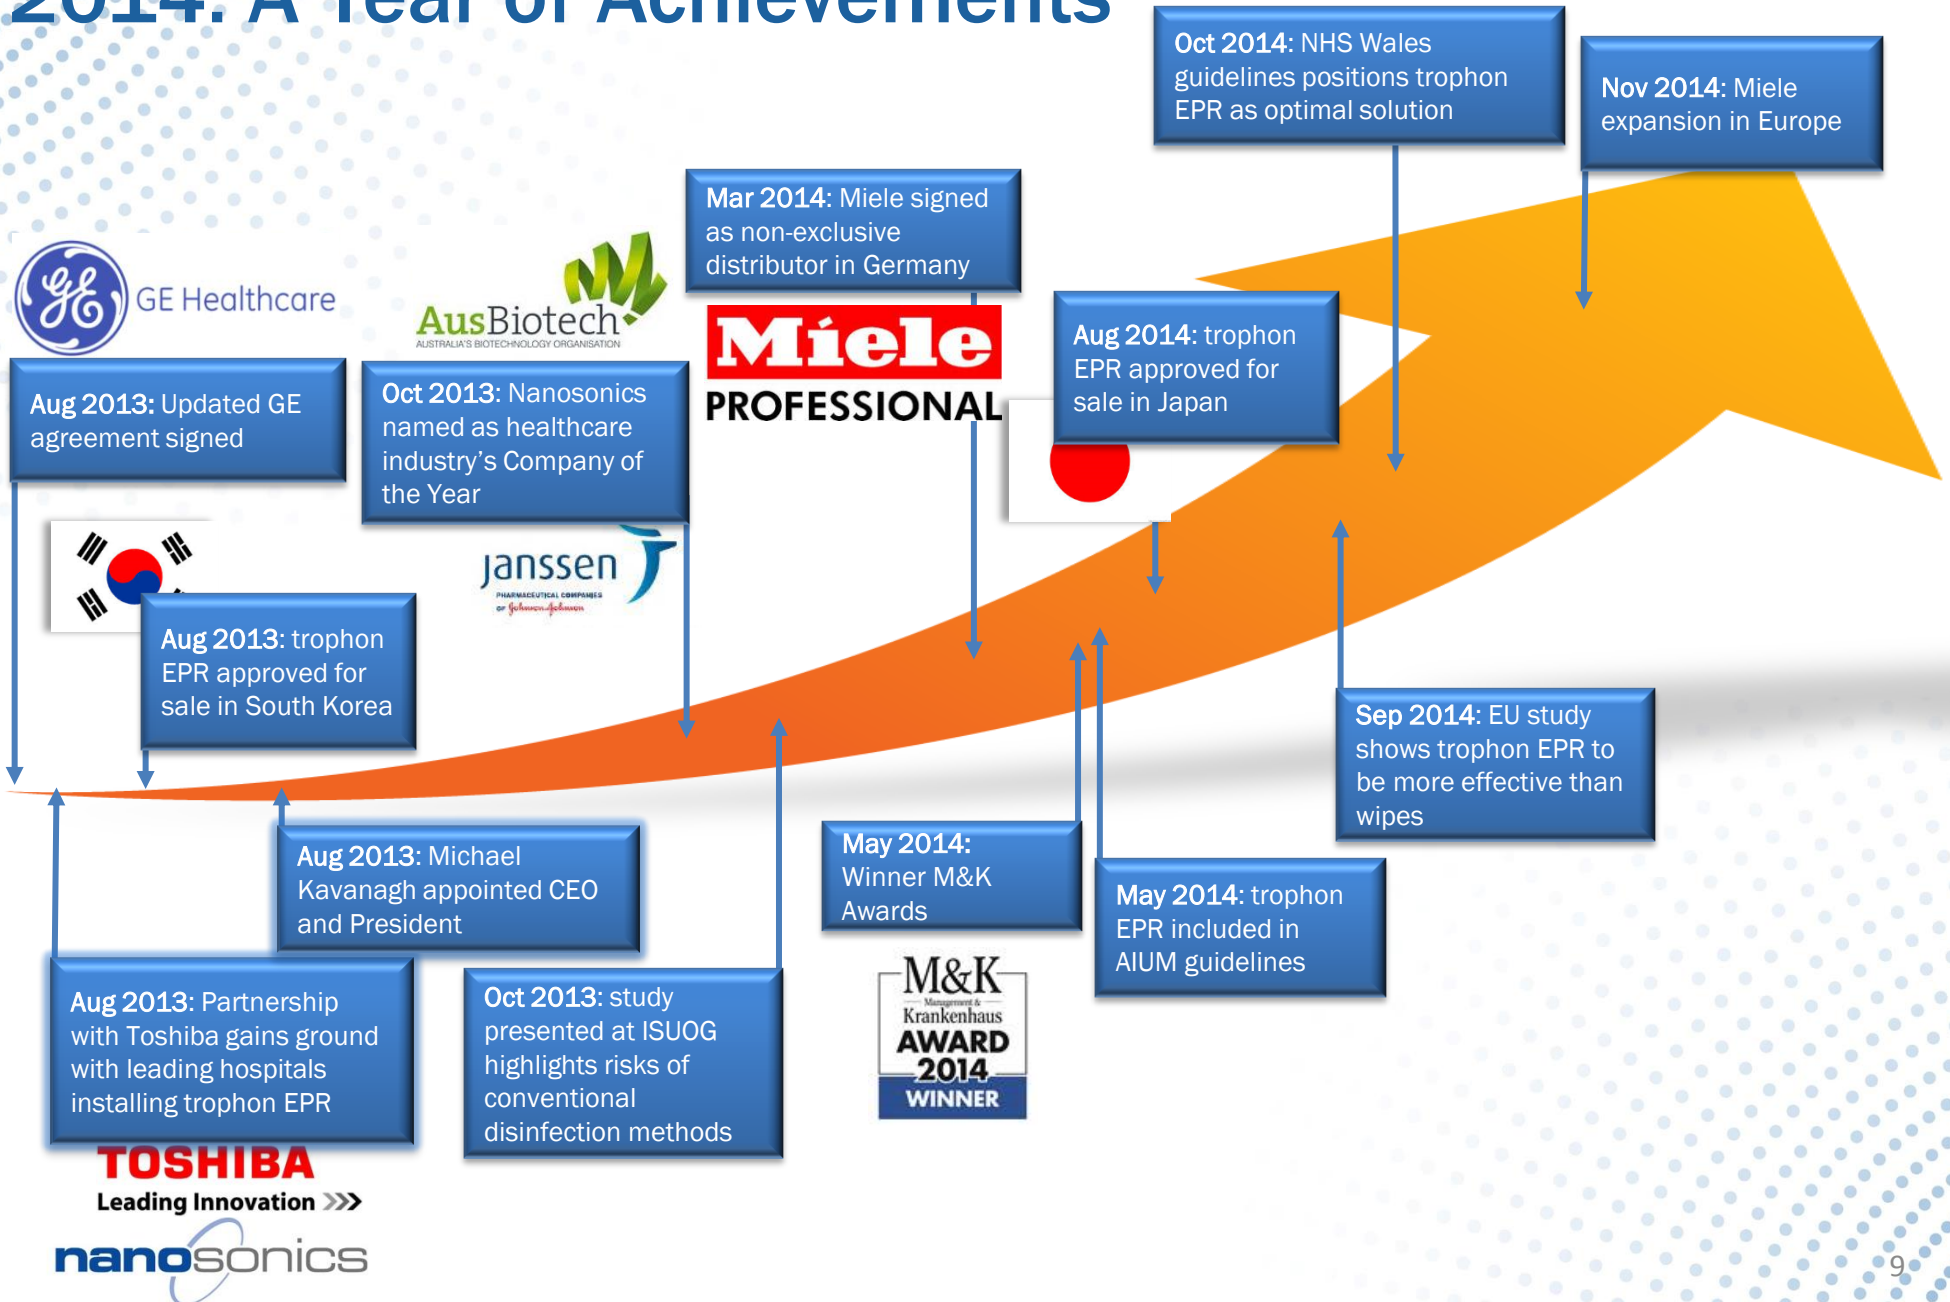 2014: A Year of Achievements
Oct 2014: NHS Wales
guidelines positions trophon
EPR as optimal solution
Nov 2014: Miele
expansion in Europe
Mar 2014: Miele signed
as non-exclusive
distributor in Germany
GE
GE Healthcare
AusBiotech
AUSTRALIA'S BIOTECHNOLOGY ORGANISATION
Miele
PROFESSIONAL
Aug 2014: trophon
EPR approved for
sale in Japan
Aug 2013: Updated GE
agreement signed
Oct 2013: Nanosonics
named as healthcare
industry's Company of
the Year
janssen
PHARMACEUTICAL COMPANIES
OF Johnson & Johnson
Aug 2013: trophon
EPR approved for
sale in South Korea
Sep 2014: EU study
shows trophon EPR to
be more effective than
wipes
Aug 2013: Michael
Kavanagh appointed CEO
and President
May 2014:
Winner M&K
Awards
May 2014: trophon
EPR included in
AIUM guidelines
Aug 2013: Partnership
with Toshiba gains ground
with leading hospitals
installing trophon EPR
Oct 2013: study
presented at ISUOG
highlights risks of
conventional
disinfection methods
M&K
Management &
Krankenhaus
AWARD
2014
WINNER
TOSHIBA
Leading Innovation >>>
nanosonics
9